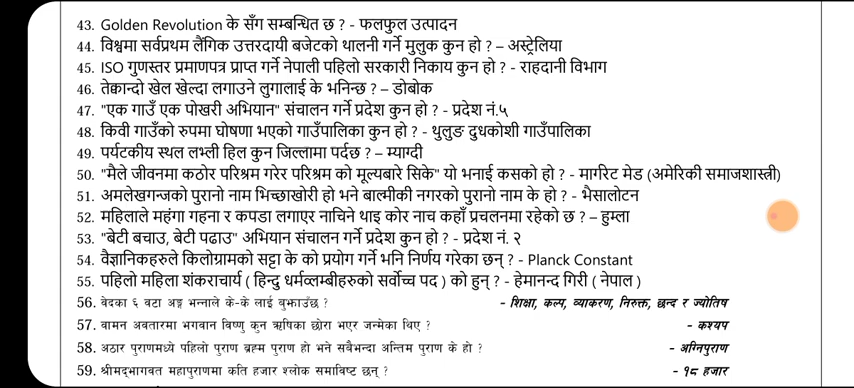 43. Golden Revolution के सँग सम्बन्धित छ ? - फलफुल उत्पादन
44. विश्वमा सर्वप्रथम लैंगिक उत्तरदायी बजेटको थालनी गर्ने मुलुक कुन हो ? – अस्ट्रेलिया
45. ISO गुणस्तर प्रमाणपत्र प्राप्त गर्ने नेपाली पहिलो सरकारी निकाय कुन हो ? - राहदानी विभाग
46. तेक्वान्दो खेल खेल्दा लगाउने लुगालाई के भनिन्छ ? – डोबोक
47. "एक गाउँ एक पोखरी अभियान" संचालन गर्ने प्रदेश कुन हो ? - प्रदेश नं.५
48. किवी गाउँको रुपमा घोषणा भएको गाउँपालिका कुन हो ? - थुलुङ दुधकोशी गाउँपालिका
49. पर्यटकीय स्थल लभ्ली हिल कुन जिल्लामा पर्दछ ? – म्याग्दी
50. "मैले जीवनमा कठोर परिश्रम गरेर परिश्रम को मूल्यबारे सिके" यो भनाई कसको हो ? - मार्गरेट मेड (अमेरिकी समाजशास्त्री)
51. अमलेखगन्जको पुरानो नाम भिच्छाखोरी हो भने बाल्मीकी नगरको पुरानो नाम के हो ? - भैसालोटन
52. महिलाले महंगा गहना र कपडा लगाएर नाचिने थाइ कोर नाच कहाँ प्रचलनमा रहेको छ ? – हुम्ला
53. "बेटी बचाउ, बेटी पढाउ" अभियान संचालन गर्ने प्रदेश कुन हो ? - प्रदेश नं. २
54. वैज्ञानिकहरुले किलोग्रामको सट्टा के को प्रयोग गर्ने भनि निर्णय गरेका छन् ? - Planck Constant
55. पहिलो महिला शंकराचार्य ( हिन्दु धर्मव्लम्बीहरुको सर्वोच्च पद ) को हुन् ? - हेमानन्द गिरी ( नेपाल )
56. वेदका ६ वटा अङ्ग भन्नाले के-के लाई बुझाउँछ ? - शिक्षा, कल्प, व्याकरण, निरुक्त, छन्द र ज्योतिष
57. वामन अवतारमा भगवान विष्णु कुन ऋषिका छोरा भएर जन्मेका थिए ? - कश्यप
58. अठार पुराणमध्ये पहिलो पुराण ब्रह्म पुराण हो भने सबैभन्दा अन्तिम पुराण के हो ? - अग्निपुराण
59. श्रीमद्भागवत महापुराणमा कति हजार श्लोक समाविष्ट छन् ? - १८ हजार